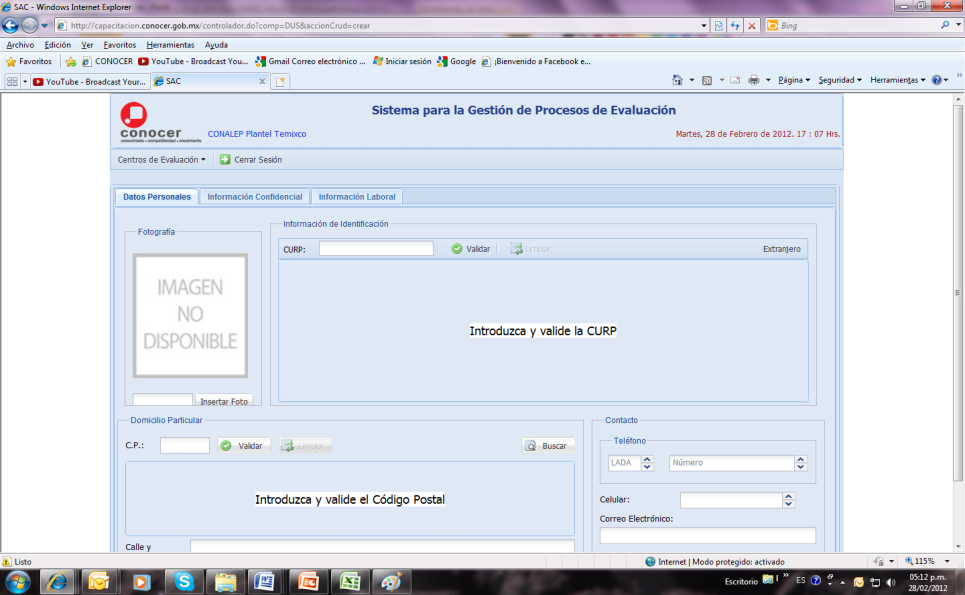 SAC - Windows Internet Explorer
http://capacitacion.conocer.gob.mx/controlador.do?comp=DUS&accionCrud=crear
Bing
Archivo Edición Ver Favoritos Herramientas Ayuda
Favoritos CONOCER YouTube - Broadcast You... Gmail Correo electrónico ... Iniciar sesión Google ¡Bienvenido a Facebook e...
YouTube - Broadcast Your... SAC Página Seguridad Herramientas
Sistema para la Gestión de Procesos de Evaluación
conocer
CONALEP Plantel Temixco
Martes, 28 de Febrero de 2012. 17 : 07 Hrs.
Centros de Evaluación Cerrar Sesión
Datos Personales Información Confidencial Información Laboral
Fotografía
Información de Identificación
CURP: Validar Limpiar Extranjero
IMAGEN
NO
DISPONIBLE
Introduzca y valide la CURP
Insertar Foto
Domicilio Particular
Contacto
Teléfono
C.P.: Validar Limpiar Buscar
LADA Número
Introduzca y valide el Código Postal
Celular:
Correo Electrónico:
Calle y
Listo
Internet | Modo protegido: activado
115%
Escritorio
ES
05:12 p.m.
28/02/2012